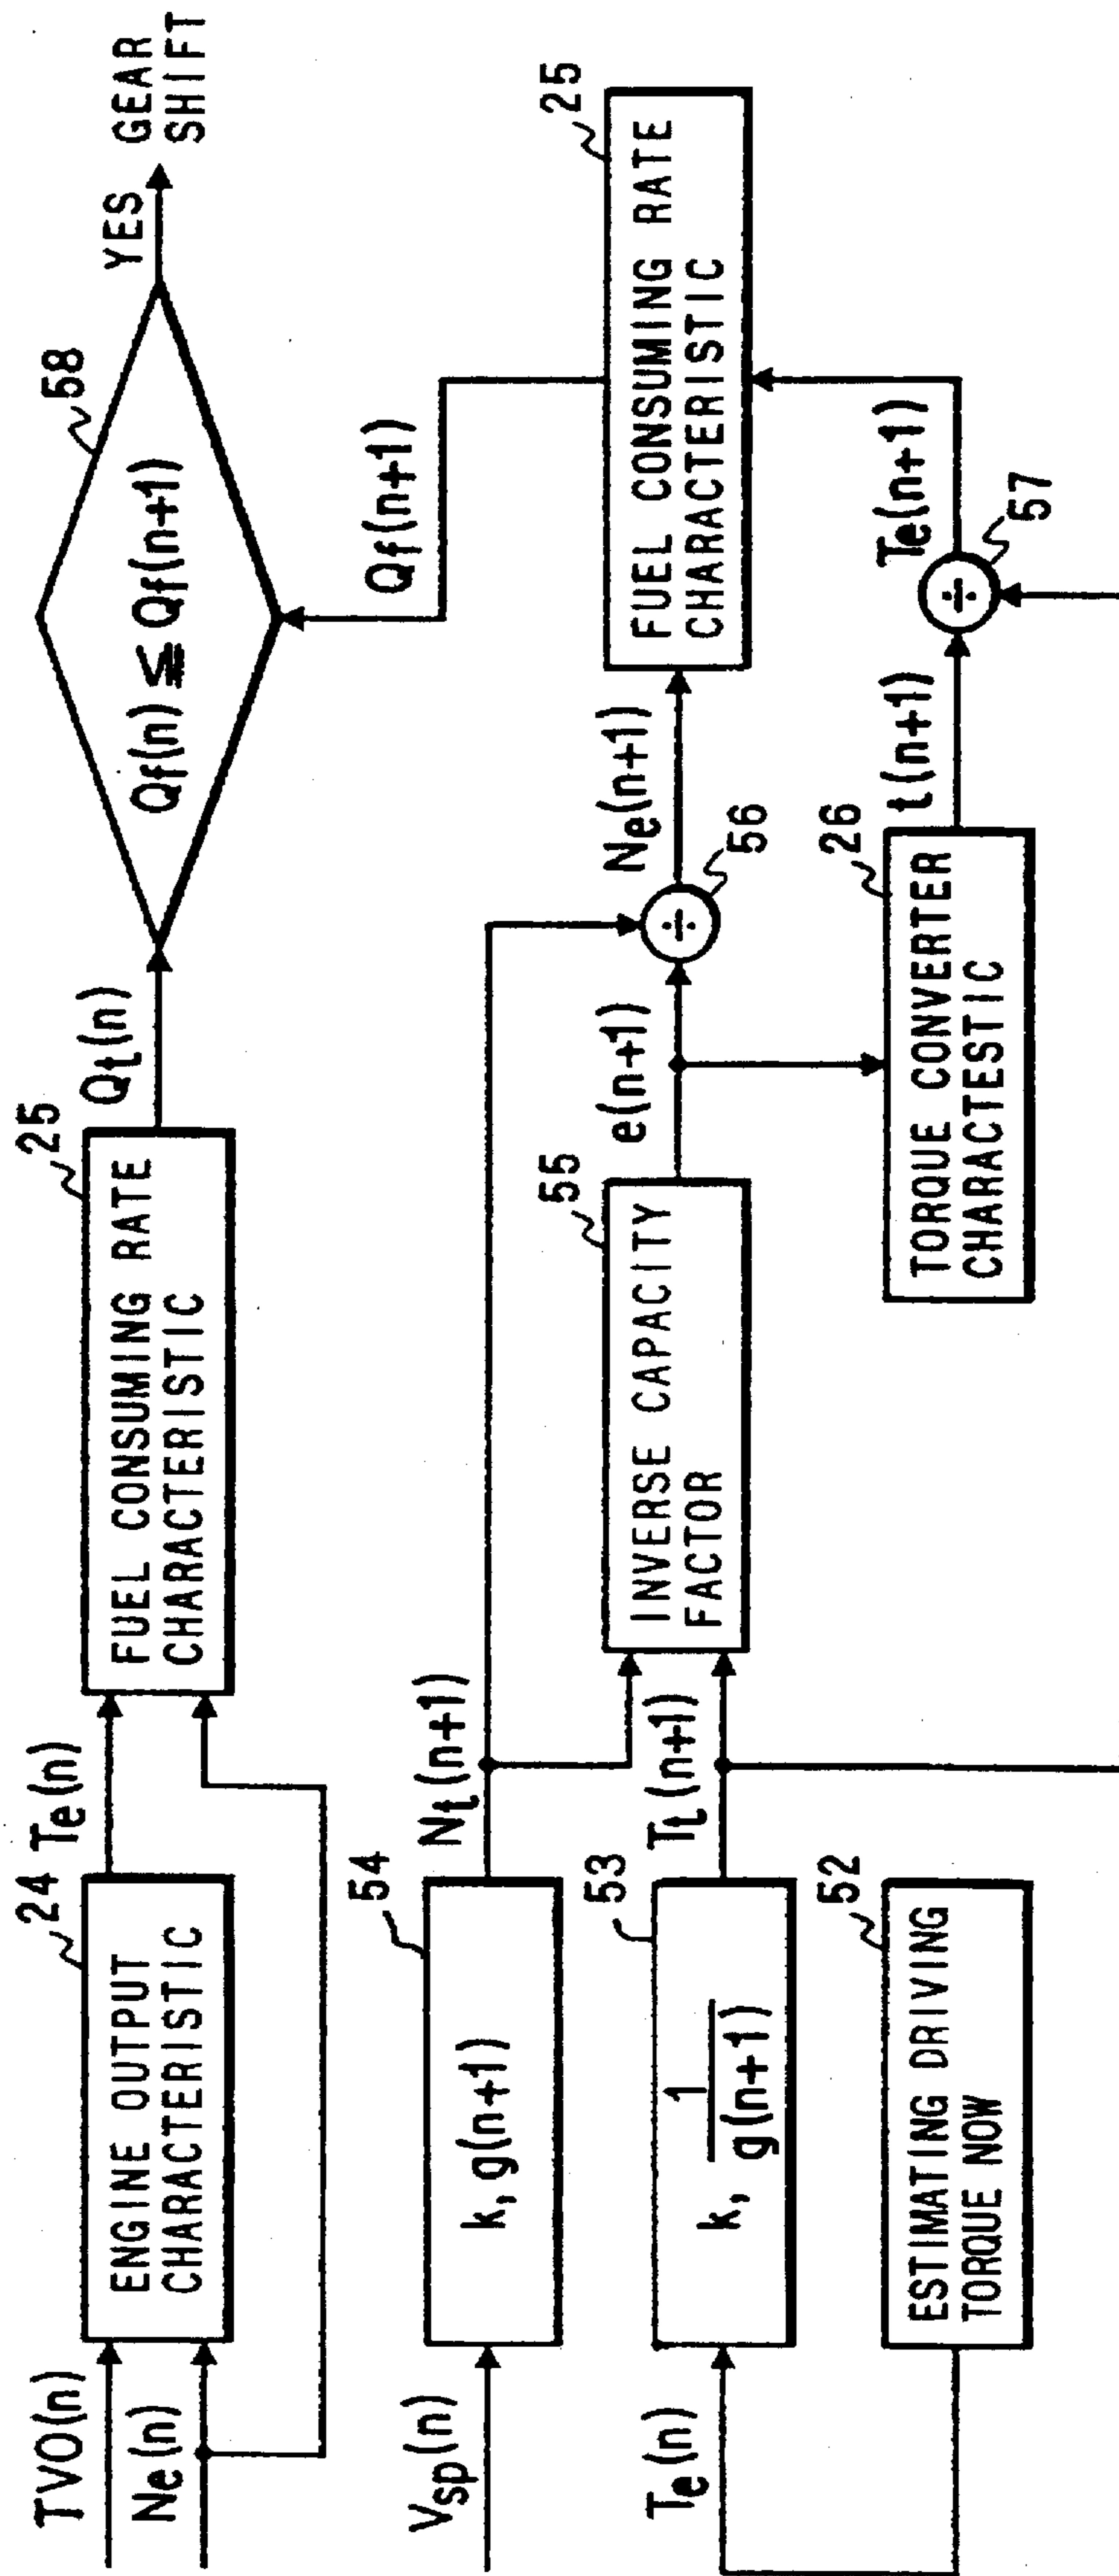 TVO(n)
Ne(n)
24
ENGINE OUTPUT
CHARACTERISTIC
Te(n)
25
FUEL CONSUMING RATE
CHARACTERISTIC
Qt(n)
58
Qf(n) ≦ Qf(n+1)
YES
GEAR
SHIFT
Vsp(n)
54
k, g(n+1)
Nt(n+1)
Te(n)
53
k, 1
g(n+1)
Tt(n+1)
55
INVERSE CAPACITY
FACTOR
e(n+1)
÷
56
Ne(n+1)
25
FUEL CONSUMING RATE
CHARACTERISTIC
Qf(n+1)
52
ESTIMATING DRIVING
TORQUE NOW
26
TORQUE CONVERTER
CHARACTESTIC
t(n+1)
÷
57
Te(n+1)